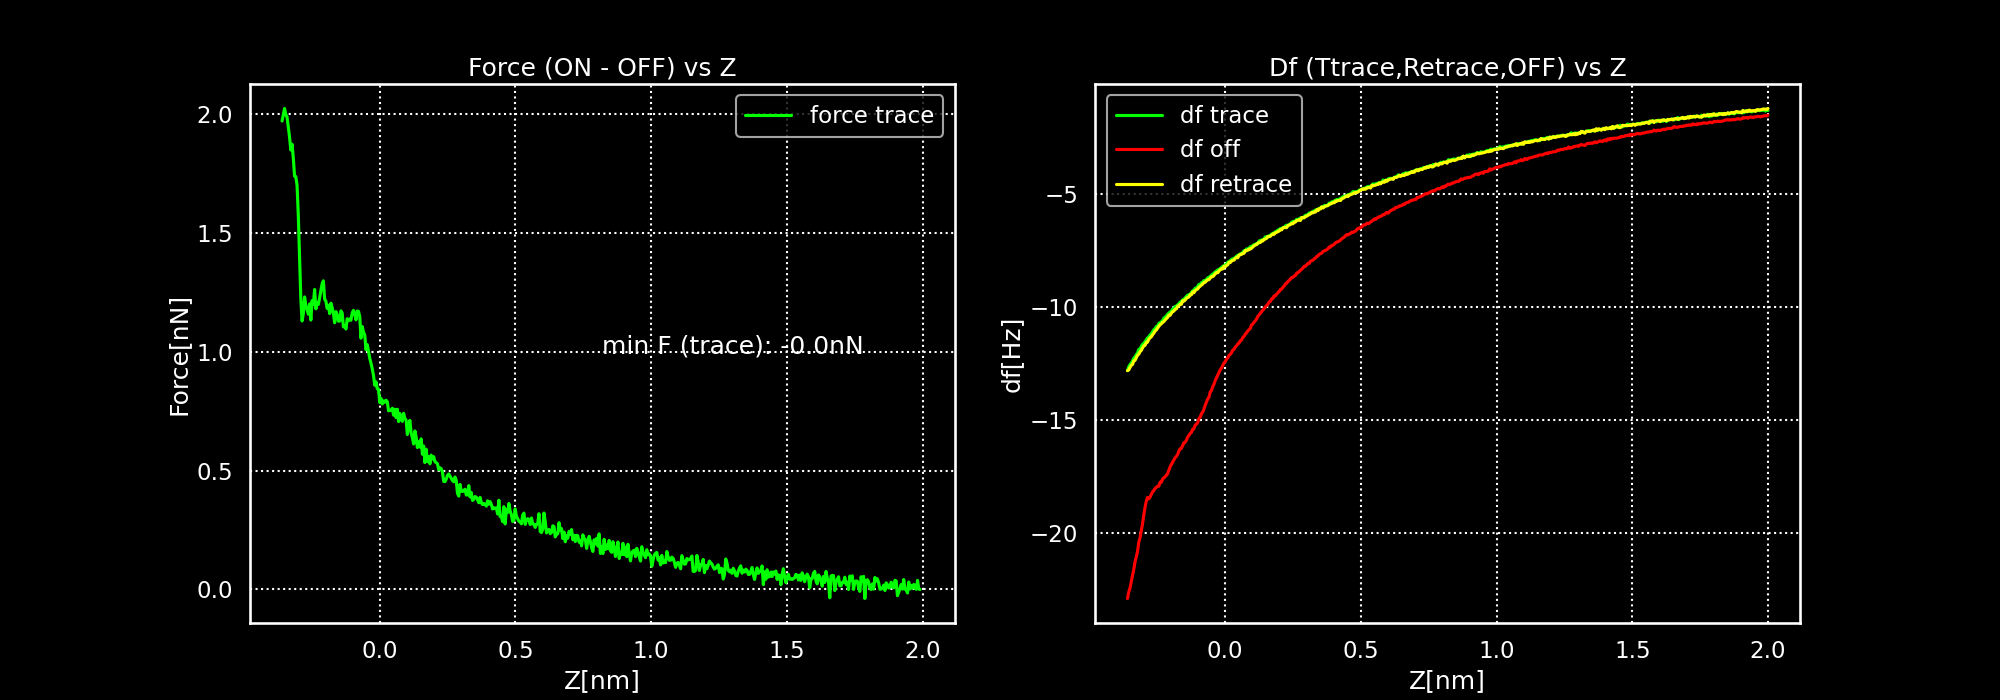 Force (ON - OFF) vs Z
force trace
2.0
1.5
1.0
0.5
0.0
Force[nN]
min F (trace): -0.0nN
0.0 0.5 1.0 1.5 2.0
Z[nm]
Df (Ttrace,Retrace,OFF) vs Z
df trace
df off
df retrace
−5
−10
−15
−20
df[Hz]
0.0 0.5 1.0 1.5 2.0
Z[nm]